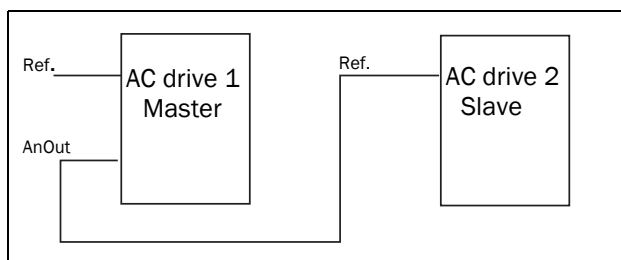 Ref.
AC drive 1
Master
AnOut
Ref.
AC drive 2
Slave